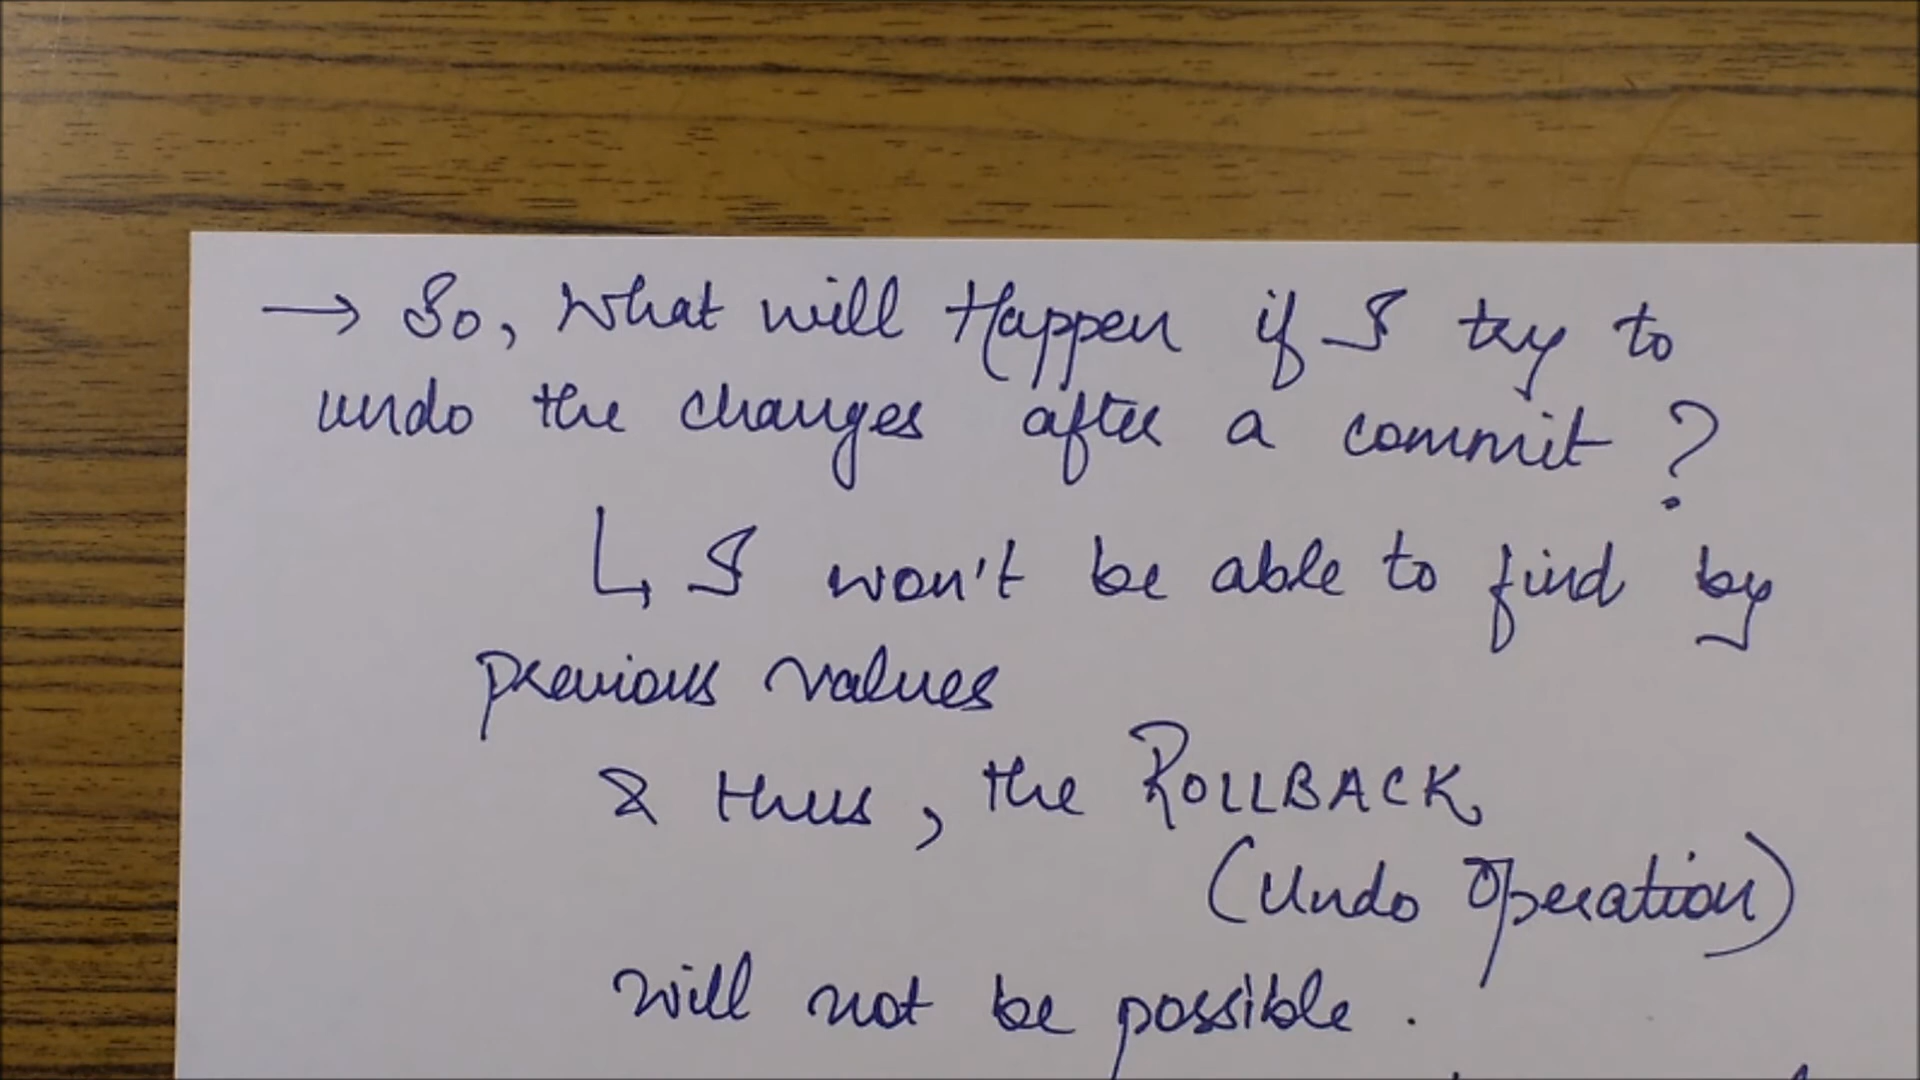 → So, What will Happen if I try to
undo the changes after a commit ?
↳ I won't be able to find by
previous values
& thus, the ROLLBACK
(Undo Operation)
will not be possible.